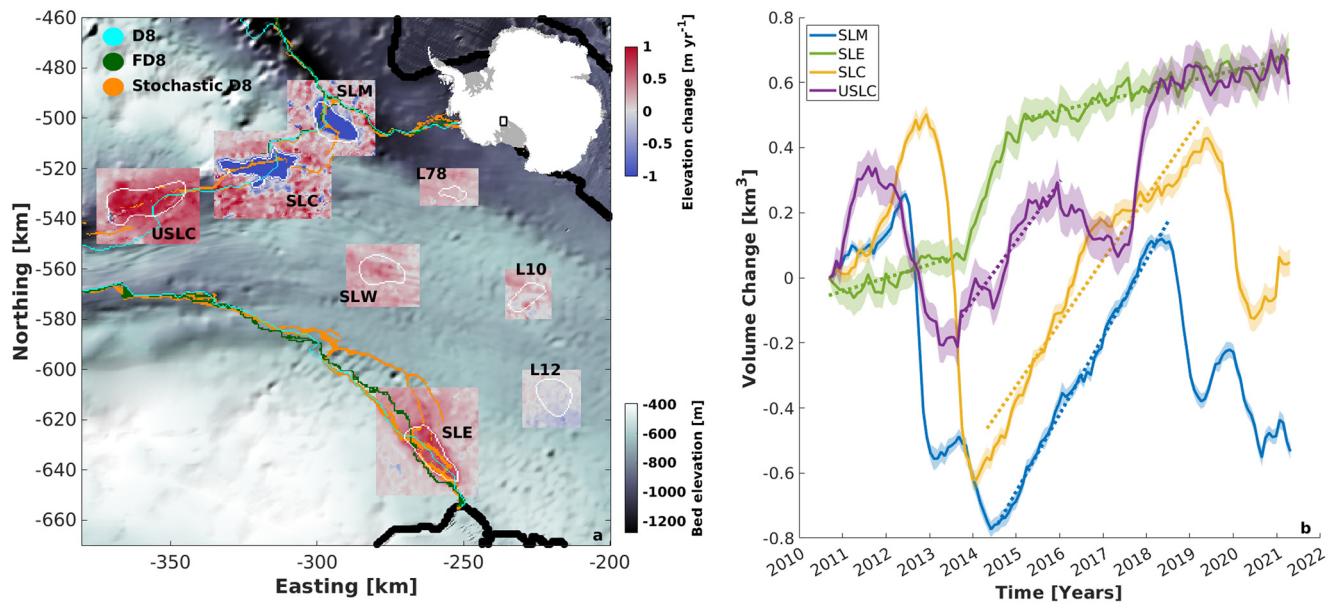 -460
-480
-500
-520
-540
-560
-580
-600
-620
-640
-660
Northing [km]
-350
-300
-250
-200
Easting [km]
D8
FD8
Stochastic D8
SLM
SLC
USLC
L78
SLW
L10
L12
SLE
a
1
0.5
0
-0.5
-1
Elevation change [m yr-1]
-400
-600
-800
-1000
-1200
Bed elevation [m]
SLM
SLE
SLC
USLC
0.8
0.6
0.4
0.2
0
-0.2
-0.4
-0.6
-0.8
Volume Change [km3]
2010
2011
2012
2013
2014
2015
2016
2017
2018
2019
2020
2021
2022
Time [Years]
b